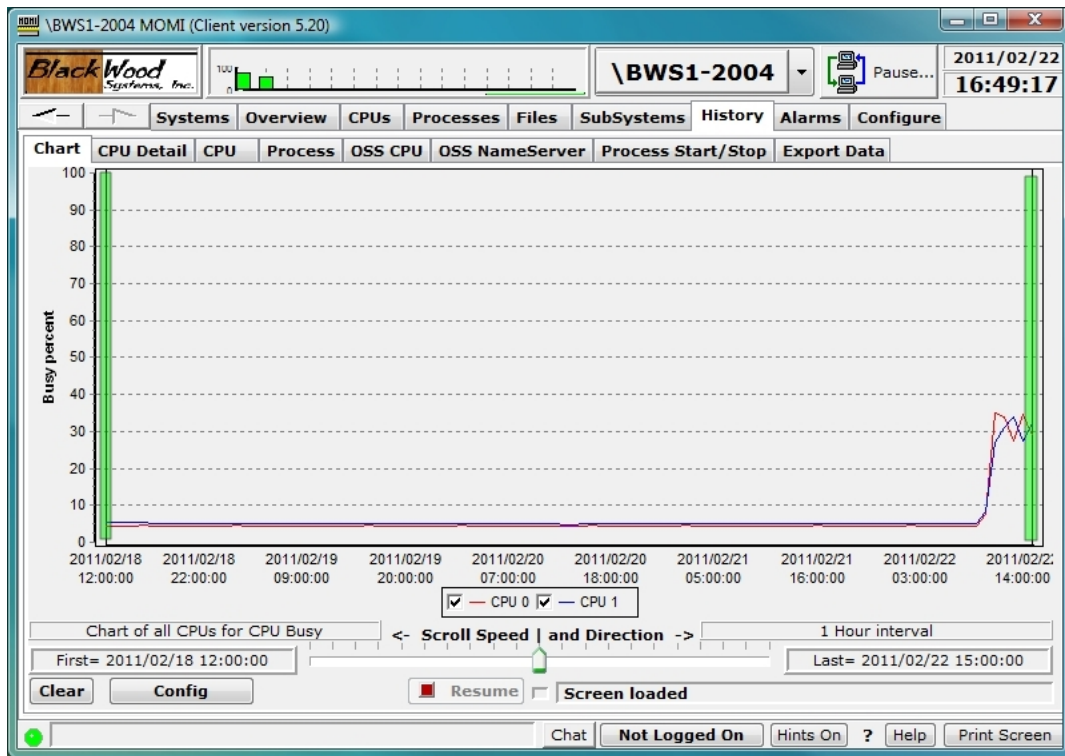 \BWS1-2004 MOMI (Client version 5.20)
BlackWood
Systems, Inc.
100
0
\BWS1-2004
Pause...
2011/02/22
16:49:17
Systems Overview CPUs Processes Files SubSystems History Alarms Configure
Chart CPU Detail CPU Process OSS CPU OSS NameServer Process Start/Stop Export Data
Busy percent
100
90
80
70
60
50
40
30
20
10
0
2011/02/18 2011/02/18 2011/02/19 2011/02/19 2011/02/20 2011/02/20 2011/02/21 2011/02/21 2011/02/22 2011/02/22
12:00:00 22:00:00 09:00:00 20:00:00 07:00:00 18:00:00 05:00:00 16:00:00 03:00:00 14:00:00
CPU 0 CPU 1
Chart of all CPUs for CPU Busy <- Scroll Speed | and Direction -> 1 Hour interval
First= 2011/02/18 12:00:00 Last= 2011/02/22 15:00:00
Clear Config Resume Screen loaded
Chat Not Logged On Hints On ? Help Print Screen